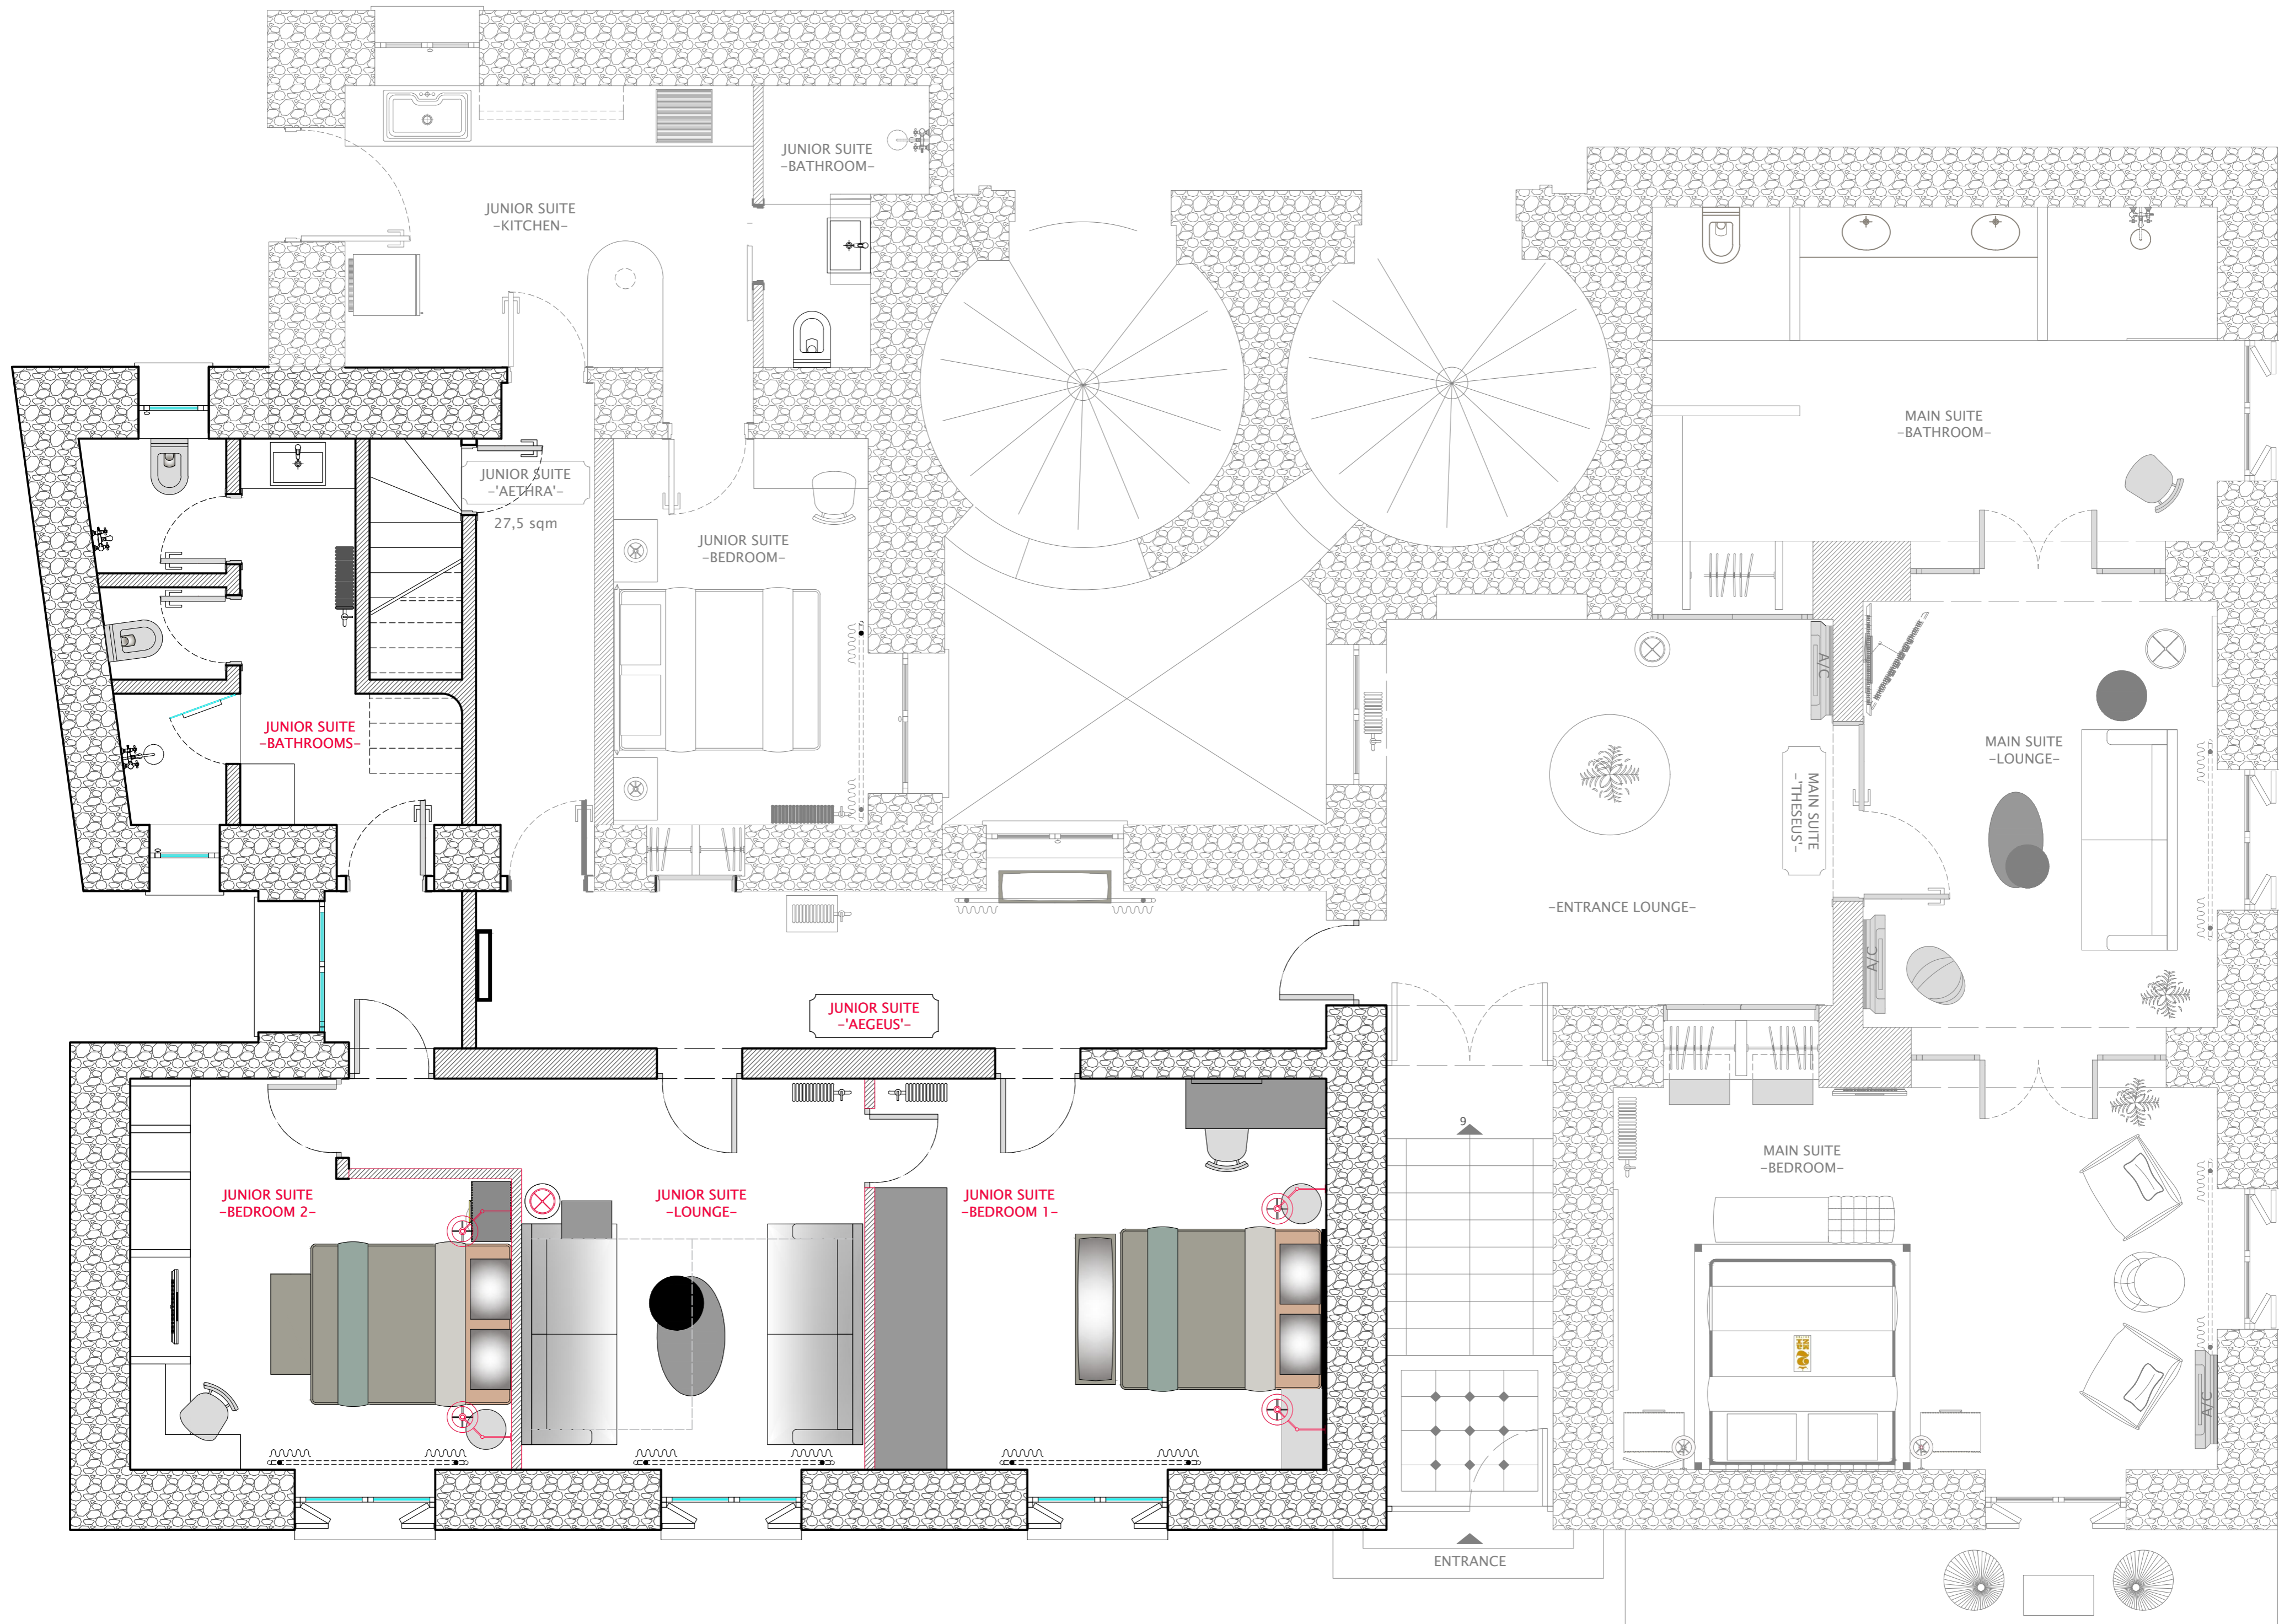 JUNIOR SUITE
-BATHROOM-
JUNIOR SUITE
-KITCHEN-
MAIN SUITE
-BATHROOM-
JUNIOR SUITE
-'AETHRA'-
27,5 sqm
JUNIOR SUITE
-BEDROOM-
A/C
JUNIOR SUITE
-BATHROOMS-
MAIN SUITE
-LOUNGE-
MAIN SUITE
-'THESEUS'-
-ENTRANCE LOUNGE-
A/C
JUNIOR SUITE
-'AEGEUS'-
9
MAIN SUITE
-BEDROOM-
JUNIOR SUITE
-BEDROOM 2-
JUNIOR SUITE
-LOUNGE-
JUNIOR SUITE
-BEDROOM 1-
A/C
ENTRANCE